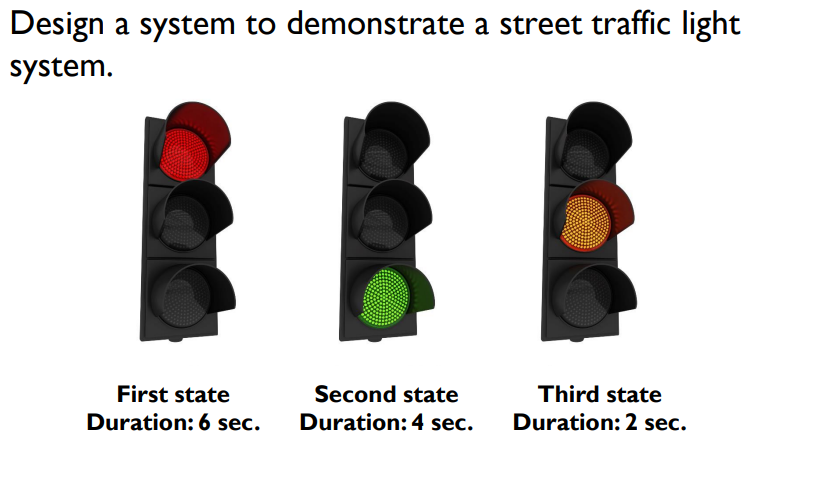 Design a system to demonstrate a street traffic light
system.
First state
Duration: 6 sec.
Second state
Duration: 4 sec.
Third state
Duration: 2 sec.